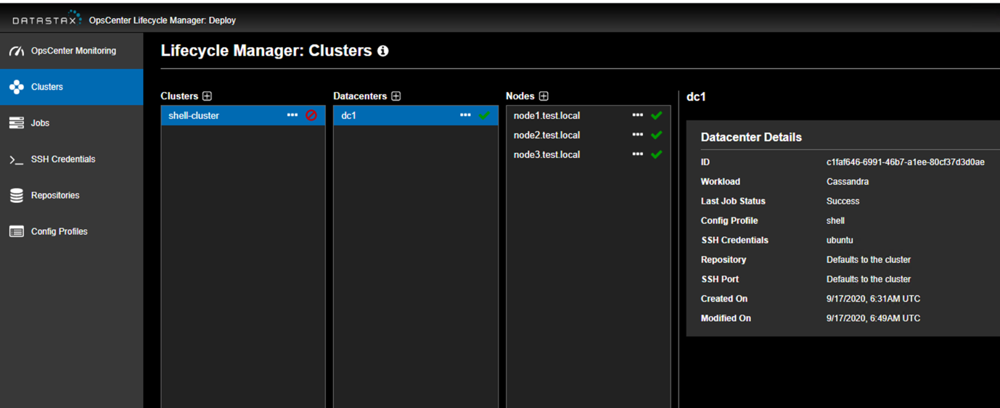 DATASTAX OpsCenter Lifecycle Manager: Deploy
OpsCenter Monitoring
Clusters
Jobs
SSH Credentials
Repositories
Config Profiles
Lifecycle Manager: Clusters
Clusters
shell-cluster
Datacenters
dc1
Nodes
node1.test.local
node2.test.local
node3.test.local
dc1
Datacenter Details
ID c1faf646-6991-46b7-a1ee-80cf37d3d0ae
Workload Cassandra
Last Job Status Success
Config Profile shell
SSH Credentials ubuntu
Repository Defaults to the cluster
SSH Port Defaults to the cluster
Created On 9/17/2020, 6:31AM UTC
Modified On 9/17/2020, 6:49AM UTC